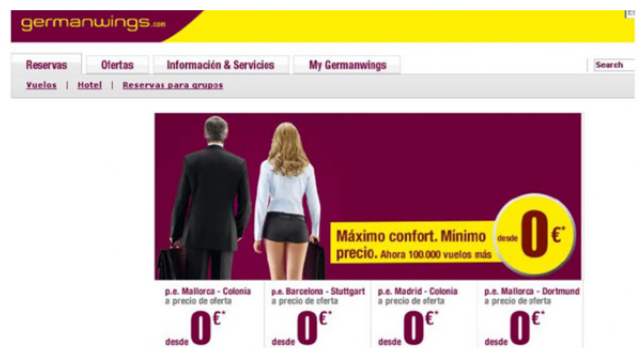 germanwings.com
Reservas
Ofertas
Información & Servicios
My Germanwings
Search
Vuelos | Hotel | Reservas para grupos
Máximo confort. Mínimo
precio. Ahora 100.000 vuelos más
desde 0€*
p.e. Mallorca - Colonia
a precio de oferta
desde 0€*
p.e. Barcelona - Stuttgart
a precio de oferta
desde 0€*
p.e. Madrid - Colonia
a precio de oferta
desde 0€*
p.e. Mallorca - Dortmund
a precio de oferta
desde 0€*